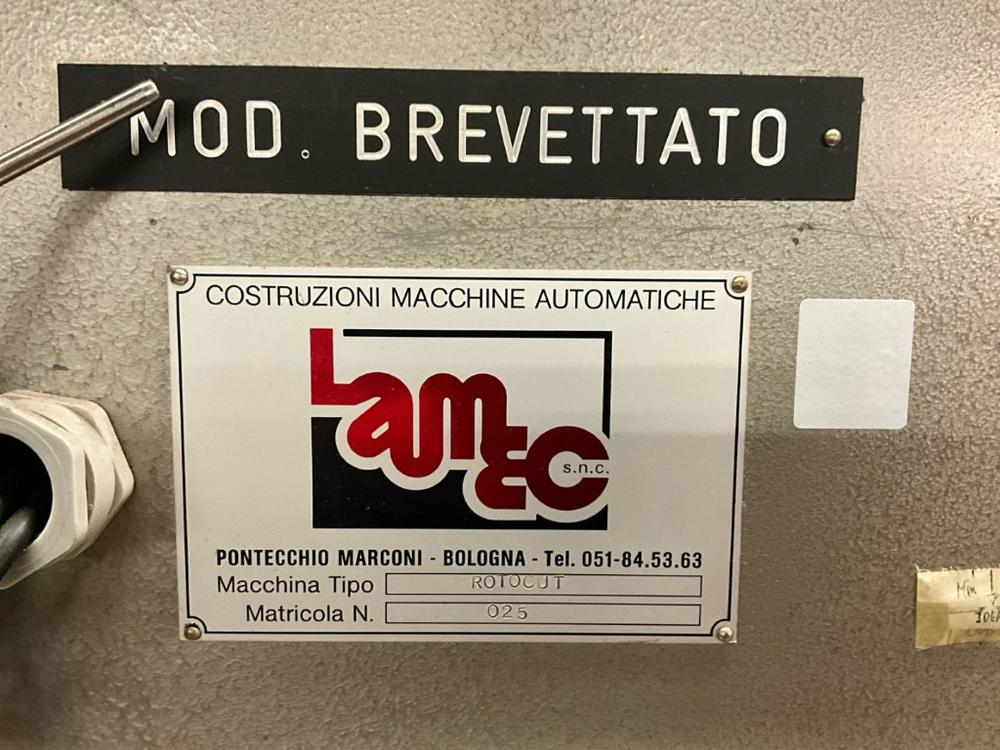 MOD. BREVETTATO
COSTRUZIONI MACCHINE AUTOMATICHE
Lamec
s.n.c.
PONTECCHIO MARCONI - BOLOGNA - Tel. 051-84.53.63
Macchina Tipo ROTOCUT
Matricola N. 025
Min